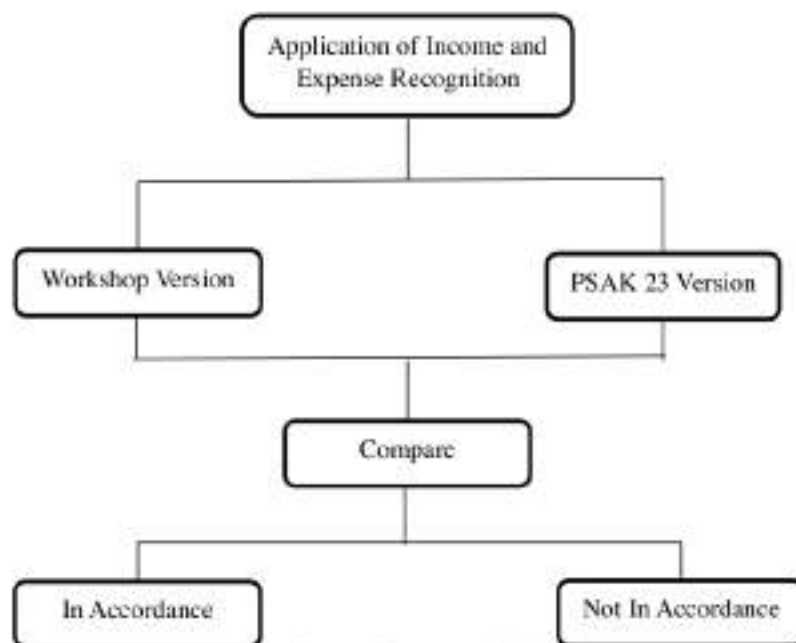 Application of Income and
Expense Recognition
Workshop Version
PSAK 23 Version
Compare
In Accordance
Not In Accordance